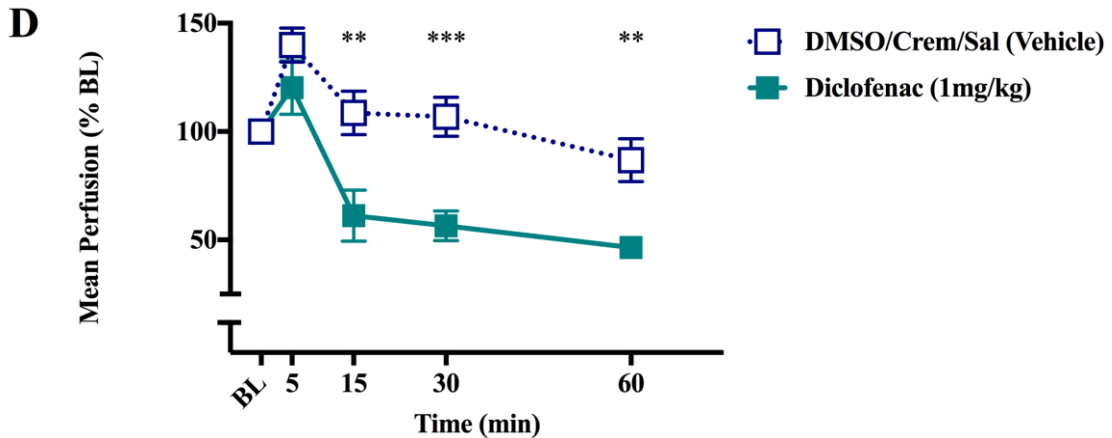 D
Mean Perfusion (% BL)
150
100
50
** *** **
DMSO/Crem/Sal (Vehicle)
Diclofenac (1mg/kg)
BL 5 15 30 60
Time (min)